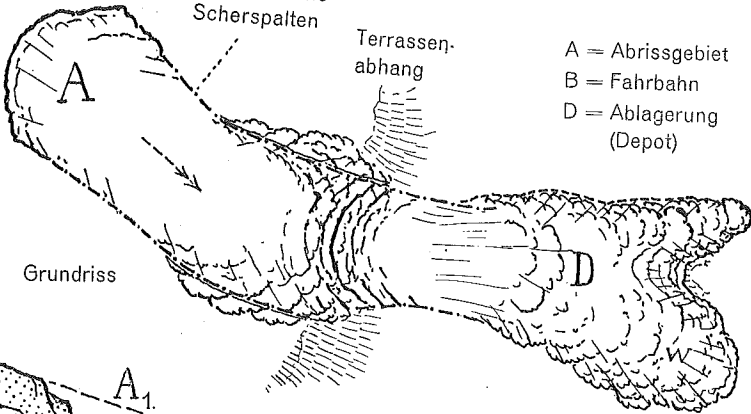 Scherspalten
Terrassen-
abhang
A = Abrissgebiet
B = Fahrbahn
D = Ablagerung
(Depot)
A
Grundriss
D
A₁.